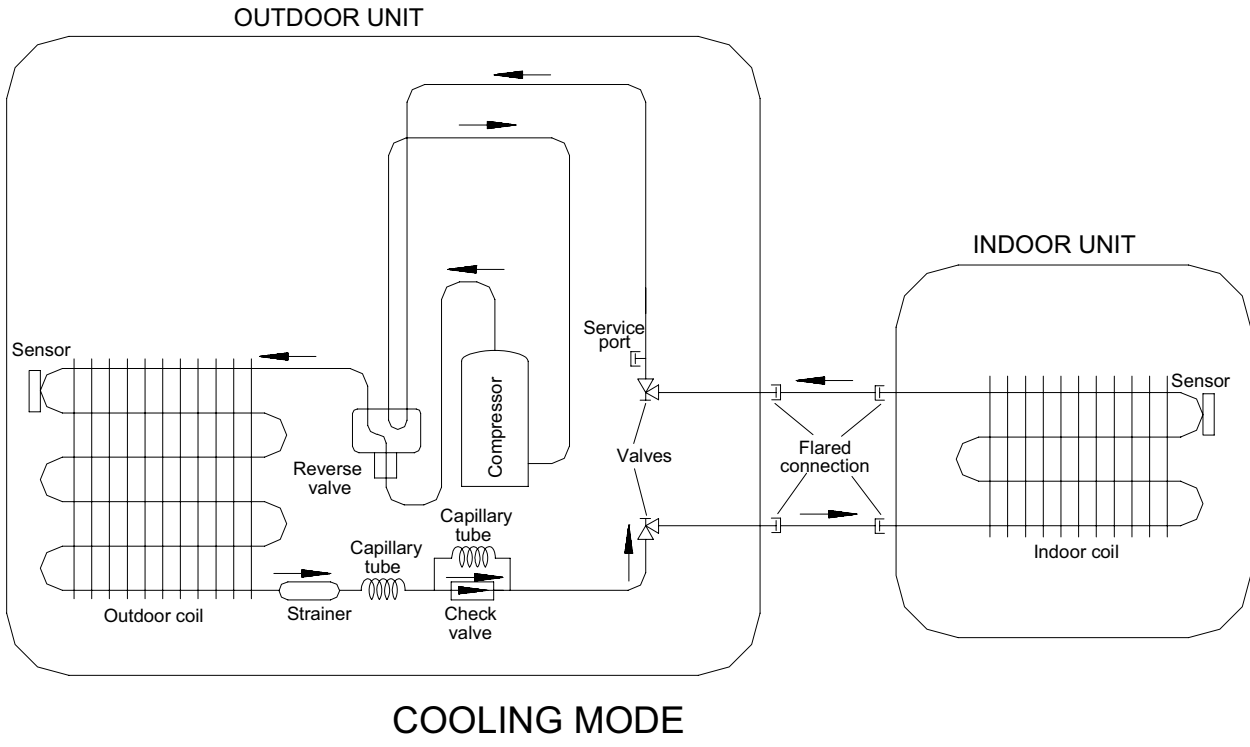 OUTDOOR UNIT
INDOOR UNIT
Service
port
Sensor
Sensor
Compressor
Reverse
valve
Valves
Flared
connection
Capillary
tube
Capillary
tube
Indoor coil
Outdoor coil
Strainer
Check
valve
COOLING MODE